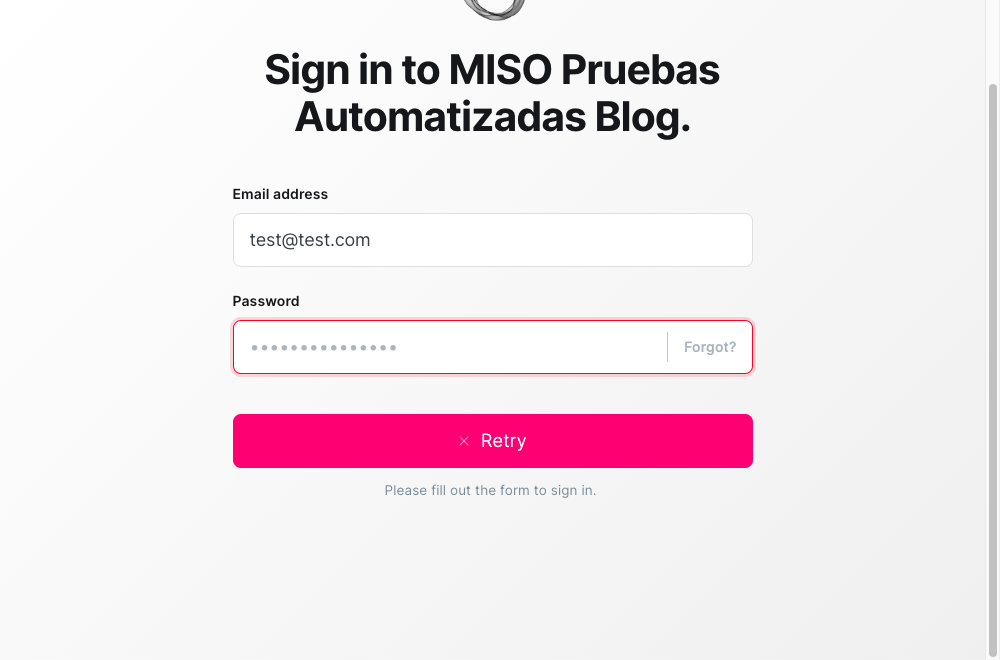 Sign in to MISO Pruebas
Automatizadas Blog.
Email address
test@test.com
Password
•••••••••••••••
Forgot?
× Retry
Please fill out the form to sign in.